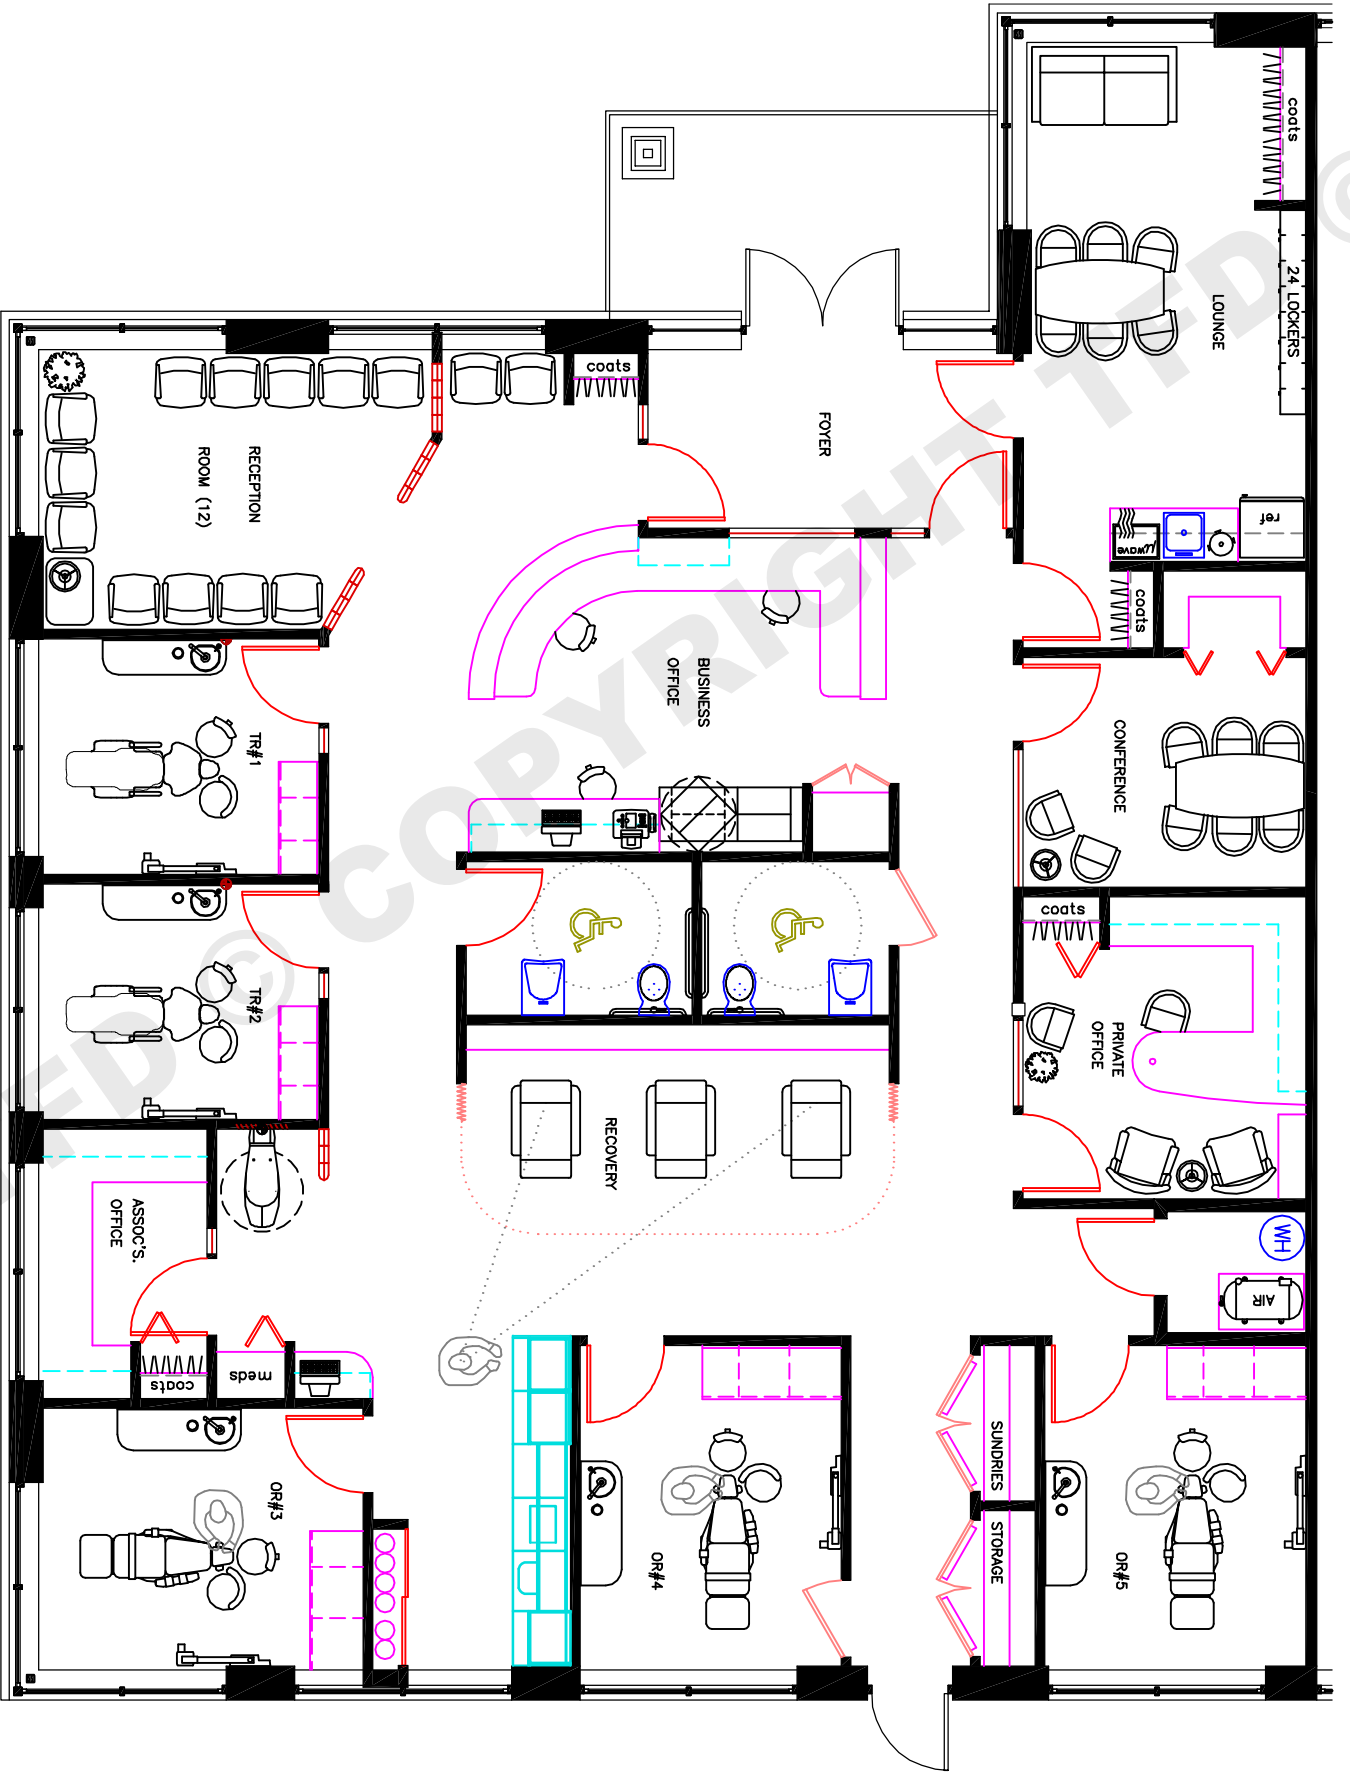 coats
24 LOCKERS
LOUNGE
coats
FOYER
RECEPTION
ROOM (12)
ref
μwave
coats
BUSINESS
OFFICE
CONFERENCE
TR#1
coats
TR#2
PRIVATE
OFFICE
RECOVERY
ASSOC'S.
OFFICE
WH
AIR
coats
meds
SUNDRIES
OR#3
STORAGE
OR#4
OR#5
TFD © COPYRIGHT TFD ©